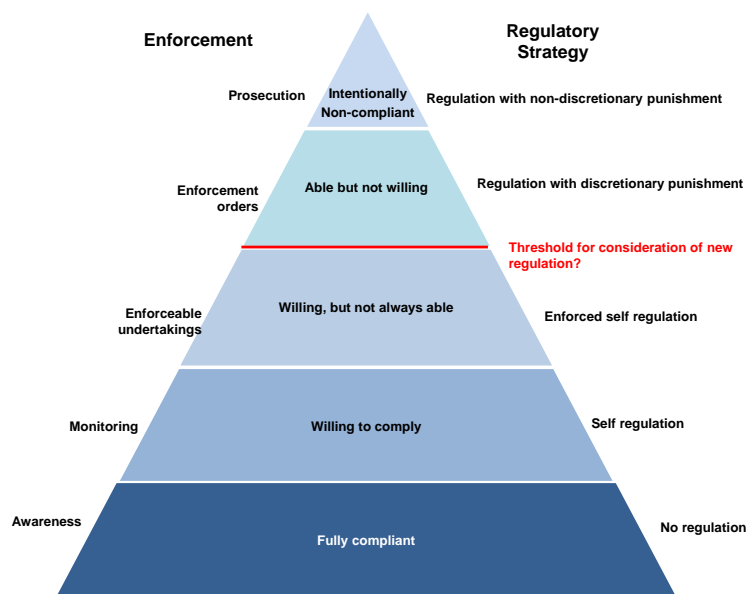 Enforcement
Regulatory
Strategy
Prosecution
Intentionally
Non-compliant
Regulation with non-discretionary punishment
Enforcement
orders
Able but not willing
Regulation with discretionary punishment
Threshold for consideration of new
regulation?
Enforceable
undertakings
Willing, but not always able
Enforced self regulation
Monitoring
Willing to comply
Self regulation
Awareness
Fully compliant
No regulation